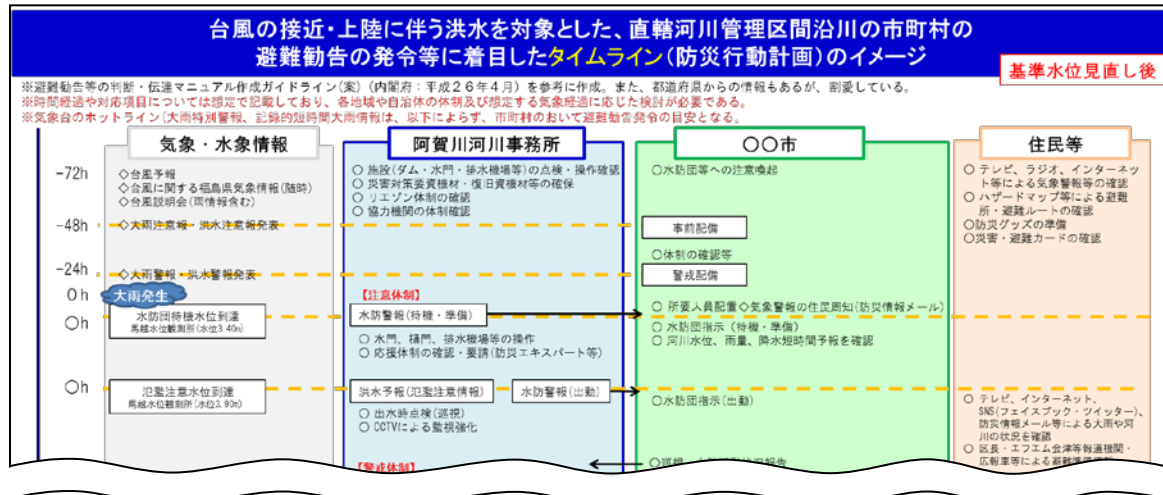 台風の接近・上陸に伴う洪水を対象とした、直轄河川管理区間沿川の市町村の
避難勧告の発令等に着目したタイムライン(防災行動計画)のイメージ
基準水位見直し後
※避難勧告等の判断・伝達マニュアル作成ガイドライン(案)(内閣府:平成26年4月)を参考に作成。また、都道府県からの情報もあるが、割愛している。
※時間経過や対応項目については想定で記載しており、各地域や自治体の体制及び想定する気象経過に応じた検討が必要である。
※気象台のホットライン(大雨特別警報、記録的短時間大雨情報は、以下によらず、市町村のおいて避難勧告発令の目安となる。
気象・水象情報
阿賀川河川事務所
〇〇市
住民等
-72h
◇台風予報
◇台風に関する福島県気象情報(随時)
◇台風説明会(雨情報含む)
○ 施設(ダム・水門・排水機場等)の点検・操作確認
○ 災害対策要資機材・復旧資機材等の確保
○ リエゾン体制の確認
○ 協力機関の体制確認
○水防団等への注意喚起
○ テレビ、ラジオ、インターネット等による気象警報等の確認
○ ハザードマップ等による避難所・避難ルートの確認
○防災グッズの準備
○災害・避難カードの確認
-48h
◇大雨注意報・洪水注意報発表
事前配備
○体制の確認等
-24h
◇大雨警報・洪水警報発表
警戒配備
0h
大雨発生
【注意体制】
○ 所要人員配置◇気象警報の住民周知(防災情報メール)
〇h
水防団待機水位到達
馬越水位観測所(水位3.40m)
水防警報(待機・準備)
○ 水防団指示(待機・準備)
○ 河川水位、雨量、降水短時間予報を確認
○ 水門、樋門、排水機場等の操作
○ 応援体制の確認・要請(防災エキスパート等)
〇h
氾濫注意水位到達
馬越水位観測所(水位3.90m)
洪水予報(氾濫注意情報)
水防警報(出動)
○水防団指示(出動)
○ 出水時点検(巡視)
○ CCTVによる監視強化
○ テレビ、インターネット、SNS(フェイスブック・ツイッター)、防災情報メール等による大雨や河川の状況を確認
○ 区長・エフエム会津等報道機関・
【警戒体制】